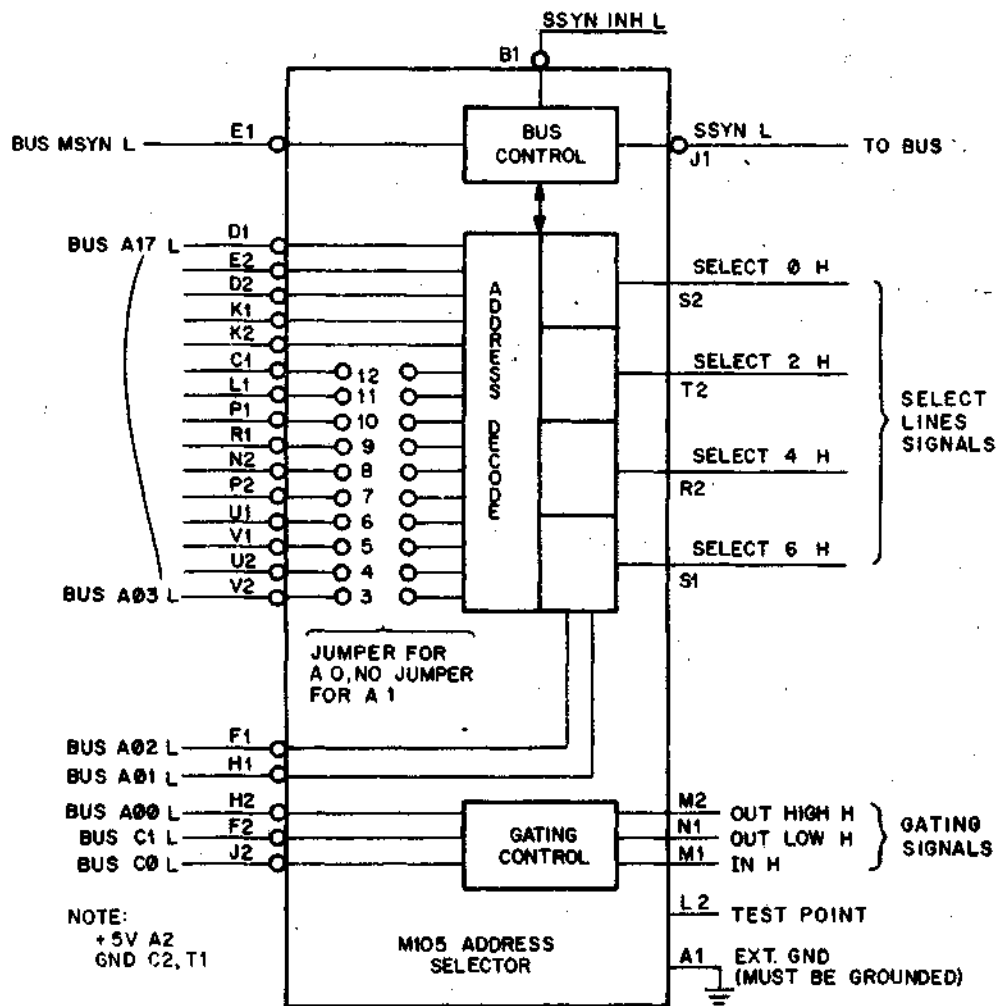 SSYN INH L
B1
BUS MSYN L
E1
BUS CONTROL
SSYN L
J1
TO BUS
BUS A17 L
D1
E2
D2
K1
K2
C1
12
L1
11
P1
10
R1
9
N2
8
P2
7
U1
6
V1
5
U2
4
BUS A03 L
V2
3
ADDRESS DECODE
SELECT 0 H
S2
SELECT 2 H
T2
SELECT 4 H
R2
SELECT 6 H
S1
SELECT
LINES
SIGNALS
JUMPER FOR
A 0, NO JUMPER
FOR A 1
BUS A02 L
F1
BUS A01 L
H1
BUS A00 L
H2
BUS C1 L
F2
BUS C0 L
J2
GATING
CONTROL
M2
OUT HIGH H
N1
OUT LOW H
M1
IN H
GATING
SIGNALS
L2
TEST POINT
NOTE:
+5V A2
GND C2, T1
M105 ADDRESS
SELECTOR
A1
EXT. GND
(MUST BE GROUNDED)